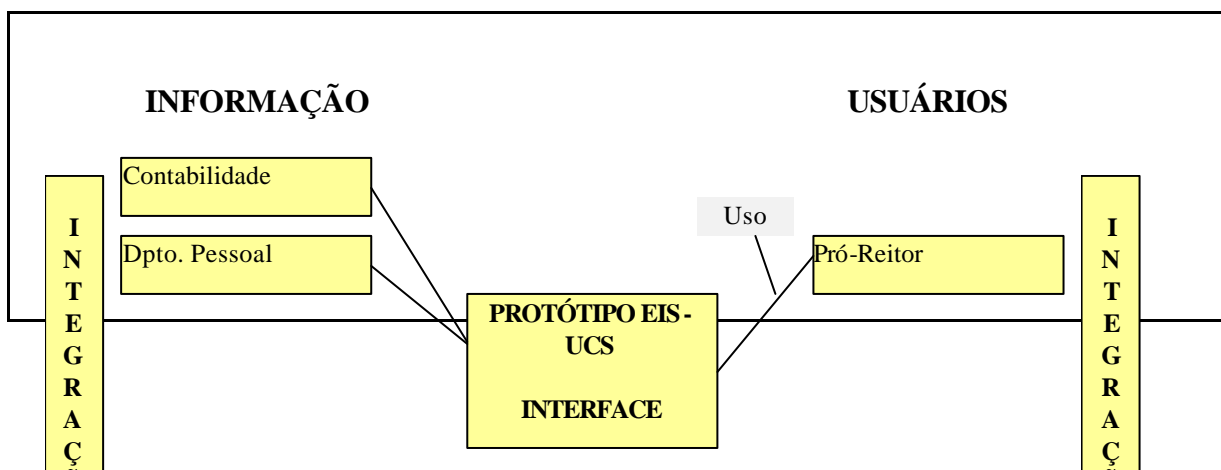 INFORMAÇÃO
USUÁRIOS
Contabilidade
Dpto. Pessoal
Uso
Pró-Reitor
PROTÓTIPO EIS -
UCS
INTERFACE
I
N
T
E
G
R
A
Ç
I
N
T
E
G
R
A
Ç